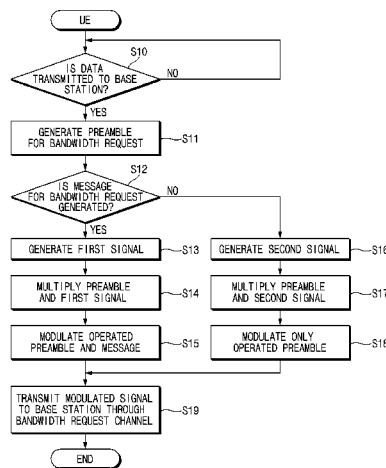 UE
S10
IS DATA
TRANSMITTED TO BASE
STATION?
NO
YES
GENERATE PREAMBLE
FOR BANDWIDTH REQUEST
S11
S12
IS MESSAGE
FOR BANDWIDTH REQUEST
GENERATED?
NO
YES
GENERATE FIRST SIGNAL
S13
GENERATE SECOND SIGNAL
S16
MULTIPLY PREAMBLE
AND FIRST SIGNAL
S14
MULTIPLY PREAMBLE
AND SECOND SIGNAL
S17
MODULATE OPERATED
PREAMBLE AND MESSAGE
S15
MODULATE ONLY
OPERATED PREAMBLE
S18
TRANSMIT MODULATED SIGNAL
TO BASE STATION THROUGH
BANDWIDTH REQUEST CHANNEL
S19
END